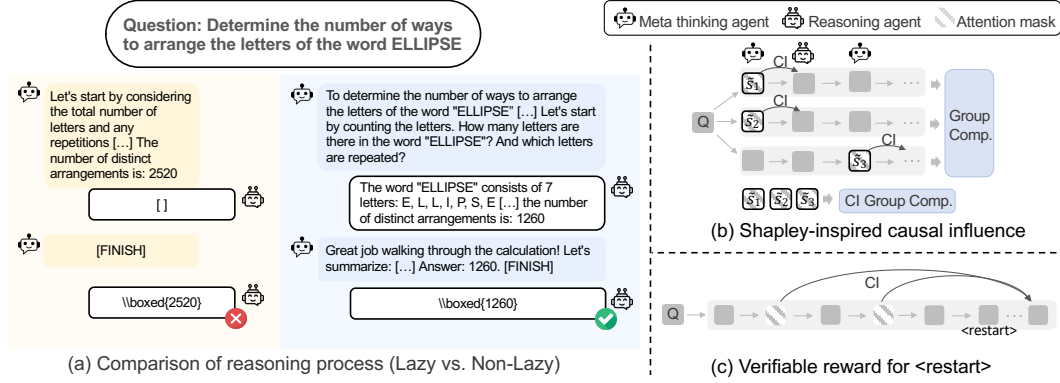 Question: Determine the number of ways
to arrange the letters of the word ELLIPSE
Let's start by considering
the total number of
letters and any
repetitions [...] The
number of distinct
arrangements is: 2520
[ ]
[FINISH]
\\boxed{2520}
To determine the number of ways to arrange
the letters of the word "ELLIPSE" [...] Let's start
by counting the letters. How many letters are
there in the word "ELLIPSE"? And which letters
are repeated?
The word "ELLIPSE" consists of 7
letters: E, L, L, I, P, S, E [...] the number
of distinct arrangements is: 1260
Great job walking through the calculation! Let's
summarize: [...] Answer: 1260. [FINISH]
\\boxed{1260}
(a) Comparison of reasoning process (Lazy vs. Non-Lazy)
Meta thinking agent Reasoning agent Attention mask
CI
s̃1 ...
CI
Q s̃2 ...
CI
s̃3 ...
Group
Comp.
s̃1 s̃2 s̃3 CI Group Comp.
(b) Shapley-inspired causal influence
CI
Q ...
<restart>
(c) Verifiable reward for <restart>